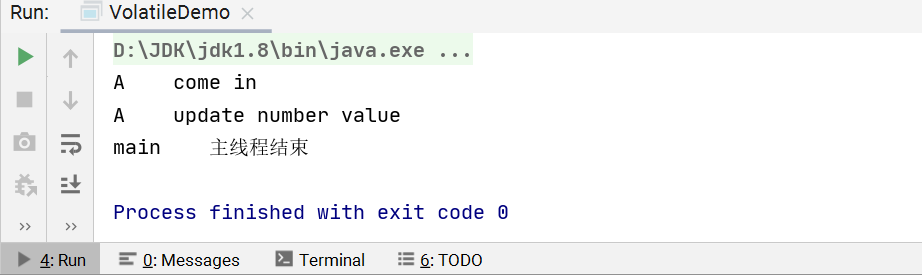 Run: VolatileDemo ×
D:\JDK\jdk1.8\bin\java.exe ...
A    come in
A    update number value
main    主线程结束
Process finished with exit code 0
4: Run  0: Messages  Terminal  6: TODO